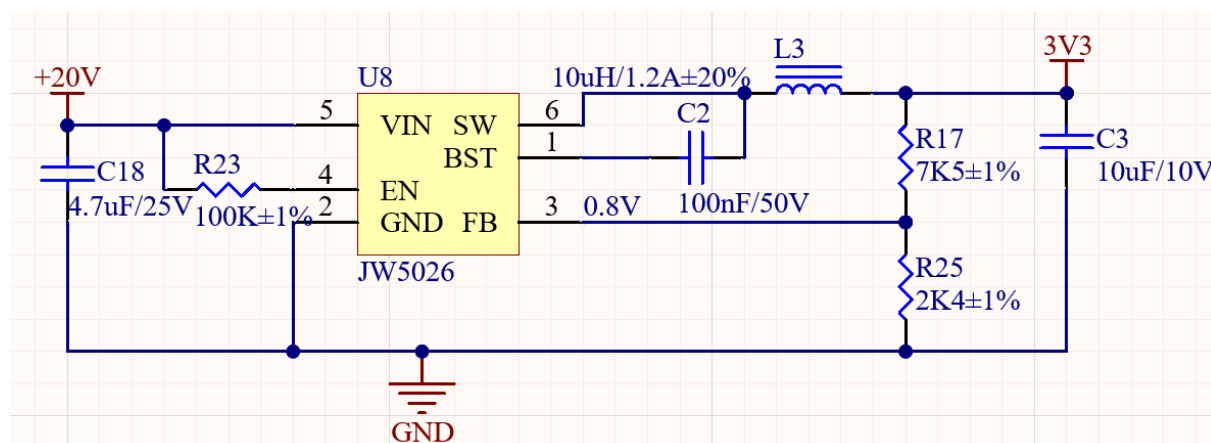 +20V
C18
4.7uF/25V
R23
100K±1%
U8
5
VIN
4
EN
2
GND
SW
6
BST
1
FB
3
JW5026
0.8V
10uH/1.2A±20%
L3
C2
100nF/50V
3V3
R17
7K5±1%
R25
2K4±1%
C3
10uF/10V
GND